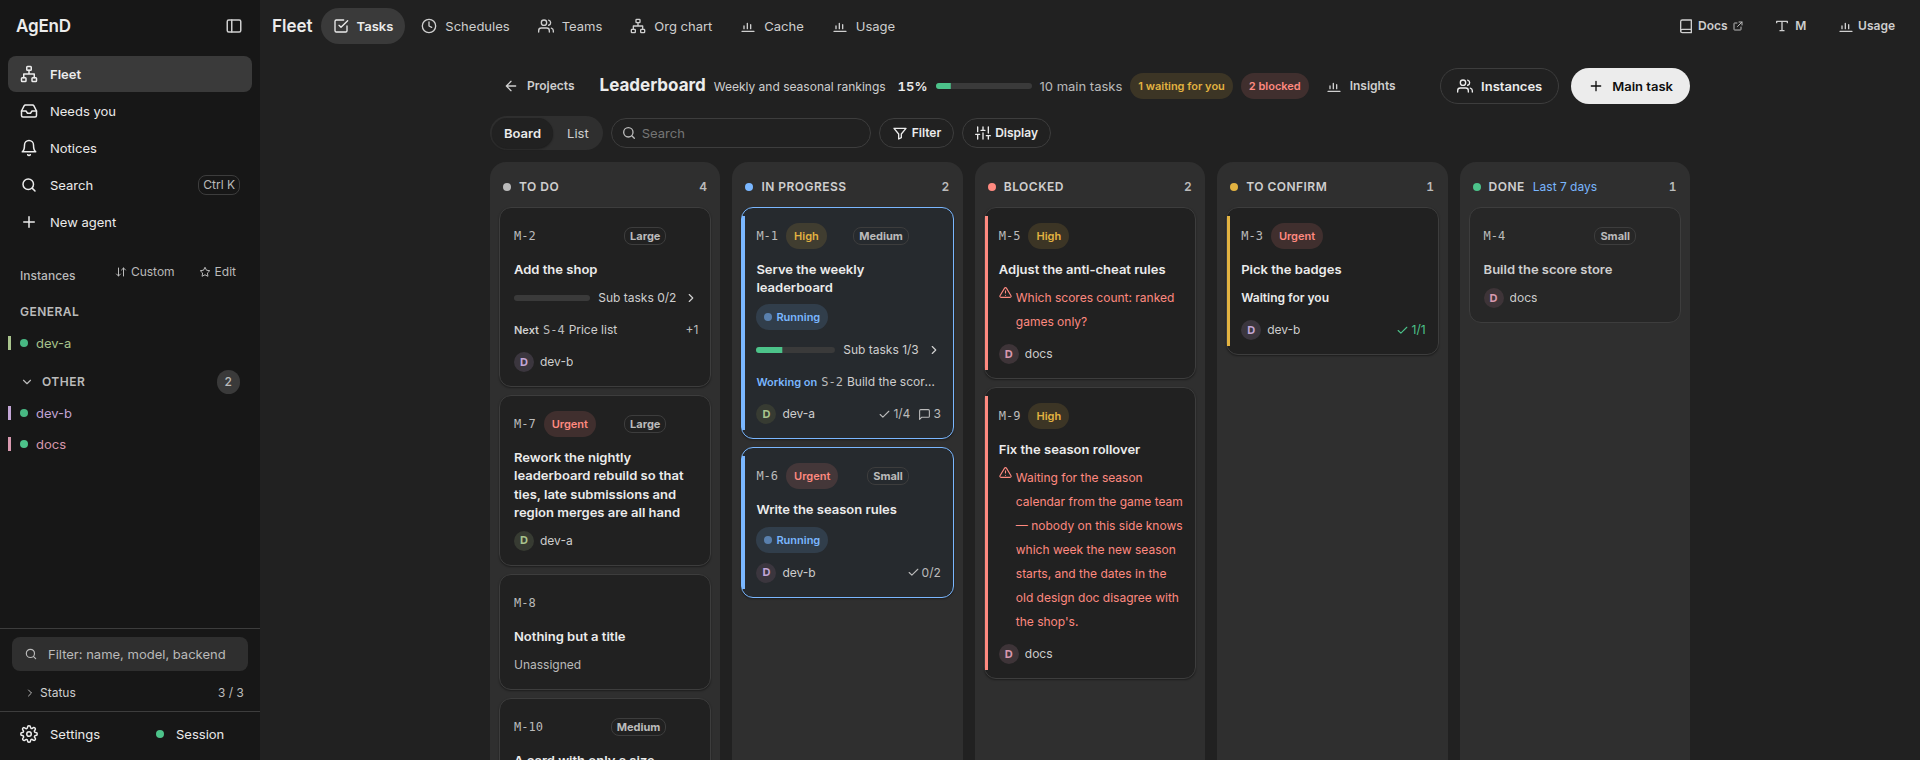 AgEnD
Fleet
Needs you
Notices
Search Ctrl K
New agent
Instances Custom Edit
GENERAL
dev-a
OTHER 2
dev-b
docs
Filter: name, model, backend
Status 3 / 3
Settings Session
Fleet Tasks Schedules Teams Org chart Cache Usage Docs M Usage
Projects Leaderboard Weekly and seasonal rankings 15% 10 main tasks 1 waiting for you 2 blocked Insights Instances Main task
Board List Search Filter Display
TO DO 4
M-2 Large
Add the shop
Sub tasks 0/2
Next S-4 Price list +1
D dev-b
M-7 Urgent Large
Rework the nightly
leaderboard rebuild so that
ties, late submissions and
region merges are all hand
D dev-a
M-8
Nothing but a title
Unassigned
M-10 Medium
A card with only a size
IN PROGRESS 2
M-1 High Medium
Serve the weekly
leaderboard
Running
Sub tasks 1/3
Working on S-2 Build the scor...
D dev-a 1/4 3
M-6 Urgent Small
Write the season rules
Running
D dev-b 0/2
BLOCKED 2
M-5 High
Adjust the anti-cheat rules
Which scores count: ranked
games only?
D docs
M-9 High
Fix the season rollover
Waiting for the season
calendar from the game team
— nobody on this side knows
which week the new season
starts, and the dates in the
old design doc disagree with
the shop's.
D docs
TO CONFIRM 1
M-3 Urgent
Pick the badges
Waiting for you
D dev-b 1/1
DONE Last 7 days 1
M-4 Small
Build the score store
D docs